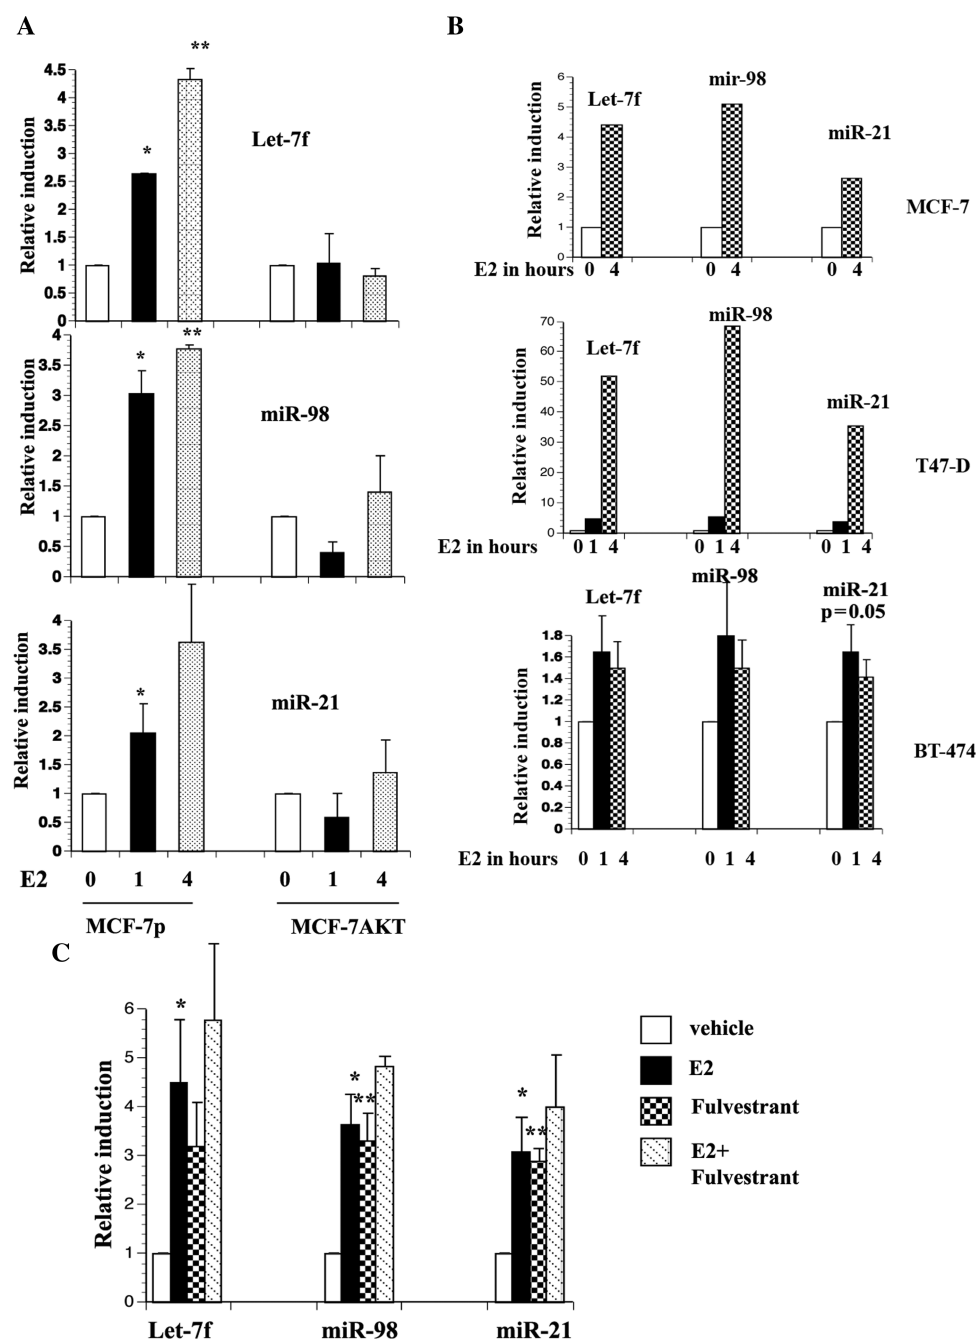 A
**
4.5
4
3.5
3
2.5
2
1.5
1
0.5
0
Relative induction
*
Let-7f
4
3.5
3
2.5
2
1.5
1
0.5
0
Relative induction
*
**
miR-98
4
3.5
3
2.5
2
1.5
1
0.5
0
Relative induction
*
miR-21
E2 0 1 4 0 1 4
MCF-7p MCF-7AKT
B
6
5
4
3
2
1
0
Relative induction
Let-7f
mir-98
miR-21
MCF-7
E2 in hours 0 4 0 4 0 4
70
60
50
40
30
20
10
0
Relative induction
Let-7f
miR-98
miR-21
T47-D
E2 in hours 0 1 4 0 1 4 0 1 4
1.8
1.6
1.4
1.2
1
0.8
0.6
0.4
0.2
0
Relative induction
Let-7f
miR-98
miR-21
p=0.05
BT-474
E2 in hours 0 1 4 0 1 4 0 1 4
C
6
5
4
3
2
1
0
Relative induction
*
*
**
*
**
Let-7f miR-98 miR-21
vehicle
E2
Fulvestrant
E2+
Fulvestrant